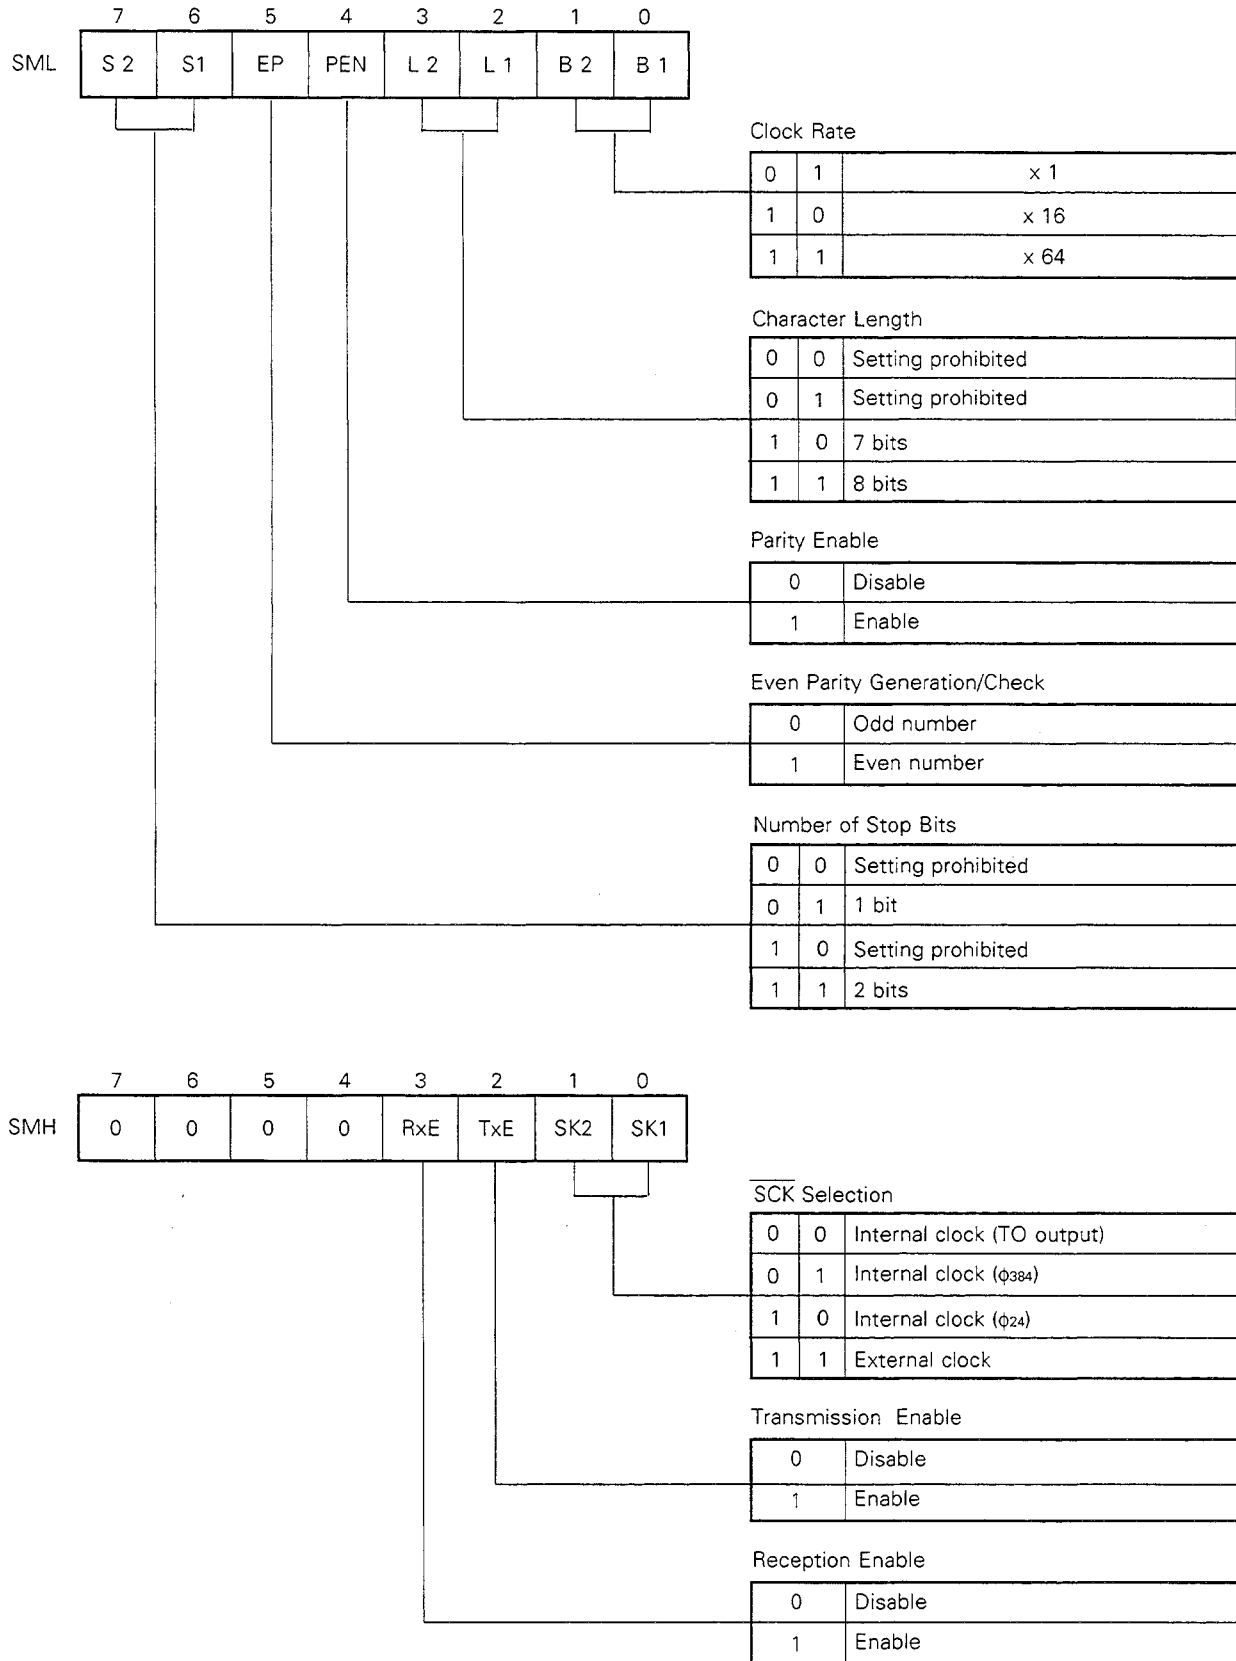 7 6 5 4 3 2 1 0
SML S 2 S1 EP PEN L 2 L 1 B 2 B 1
Clock Rate
0 1 × 1
1 0 × 16
1 1 × 64
Character Length
0 0 Setting prohibited
0 1 Setting prohibited
1 0 7 bits
1 1 8 bits
Parity Enable
0 Disable
1 Enable
Even Parity Generation/Check
0 Odd number
1 Even number
Number of Stop Bits
0 0 Setting prohibited
0 1 1 bit
1 0 Setting prohibited
1 1 2 bits
7 6 5 4 3 2 1 0
SMH 0 0 0 0 RxE TxE SK2 SK1
S̅C̅K̅ Selection
0 0 Internal clock (TO output)
0 1 Internal clock (ϕ384)
1 0 Internal clock (ϕ24)
1 1 External clock
Transmission Enable
0 Disable
1 Enable
Reception Enable
0 Disable
1 Enable